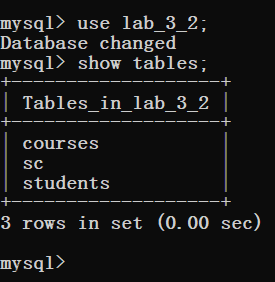 mysql> use lab_3_2;
Database changed
mysql> show tables;
+-------------------+
| Tables_in_lab_3_2 |
+-------------------+
| courses           |
| sc                |
| students          |
+-------------------+
3 rows in set (0.00 sec)
mysql>